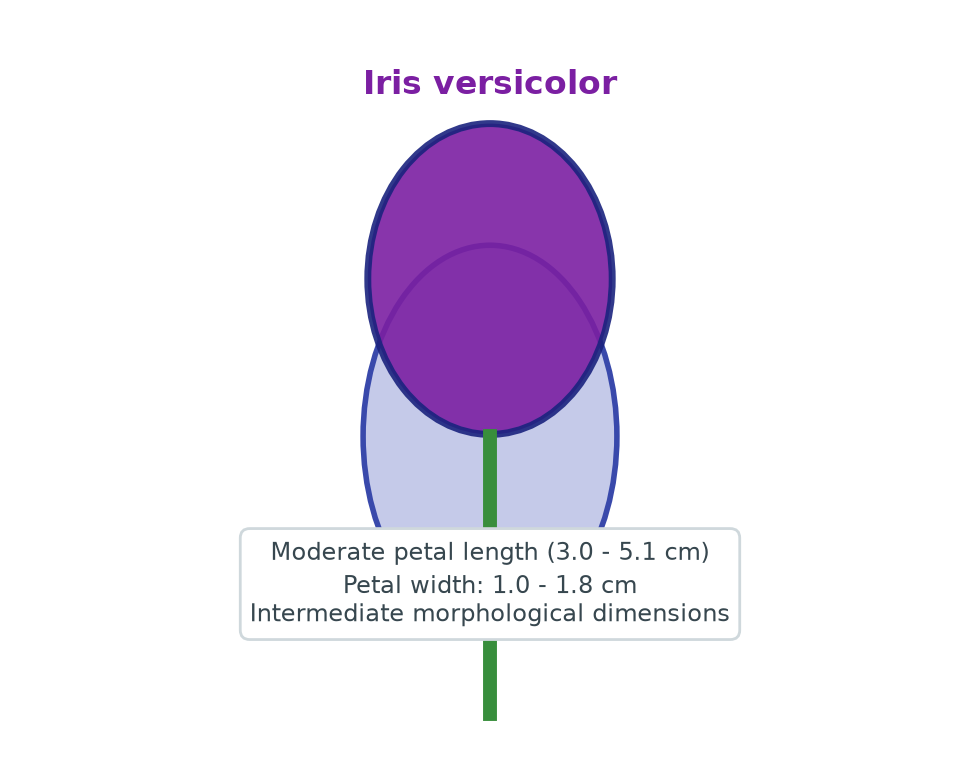 Iris versicolor
Moderate petal length (3.0 - 5.1 cm)
Petal width: 1.0 - 1.8 cm
Intermediate morphological dimensions